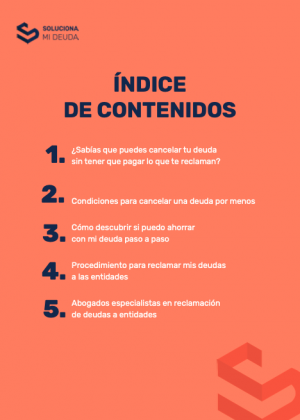 SOLUCIONA
MI DEUDA.
ÍNDICE
DE CONTENIDOS
1. ¿Sabías que puedes cancelar tu deuda
sin tener que pagar lo que te reclaman?
2. Condiciones para cancelar una deuda por menos
3. Cómo descubrir si puedo ahorrar
con mi deuda paso a paso
4. Procedimiento para reclamar mis deudas
a las entidades
5. Abogados especialistas en reclamación
de deudas a entidades